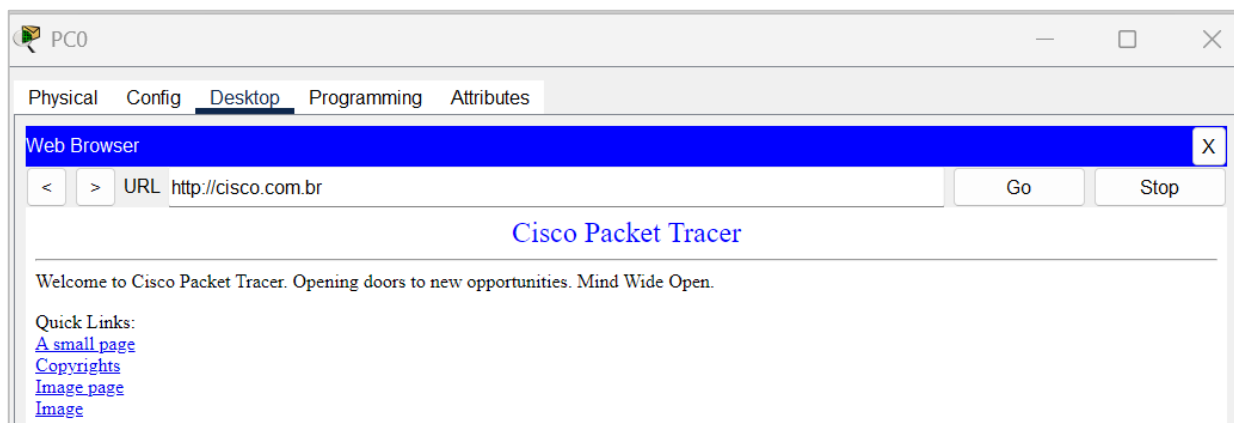 PC0
Physical Config Desktop Programming Attributes
Web Browser X
< > URL http://cisco.com.br Go Stop
Cisco Packet Tracer
Welcome to Cisco Packet Tracer. Opening doors to new opportunities. Mind Wide Open.
Quick Links:
A small page
Copyrights
Image page
Image